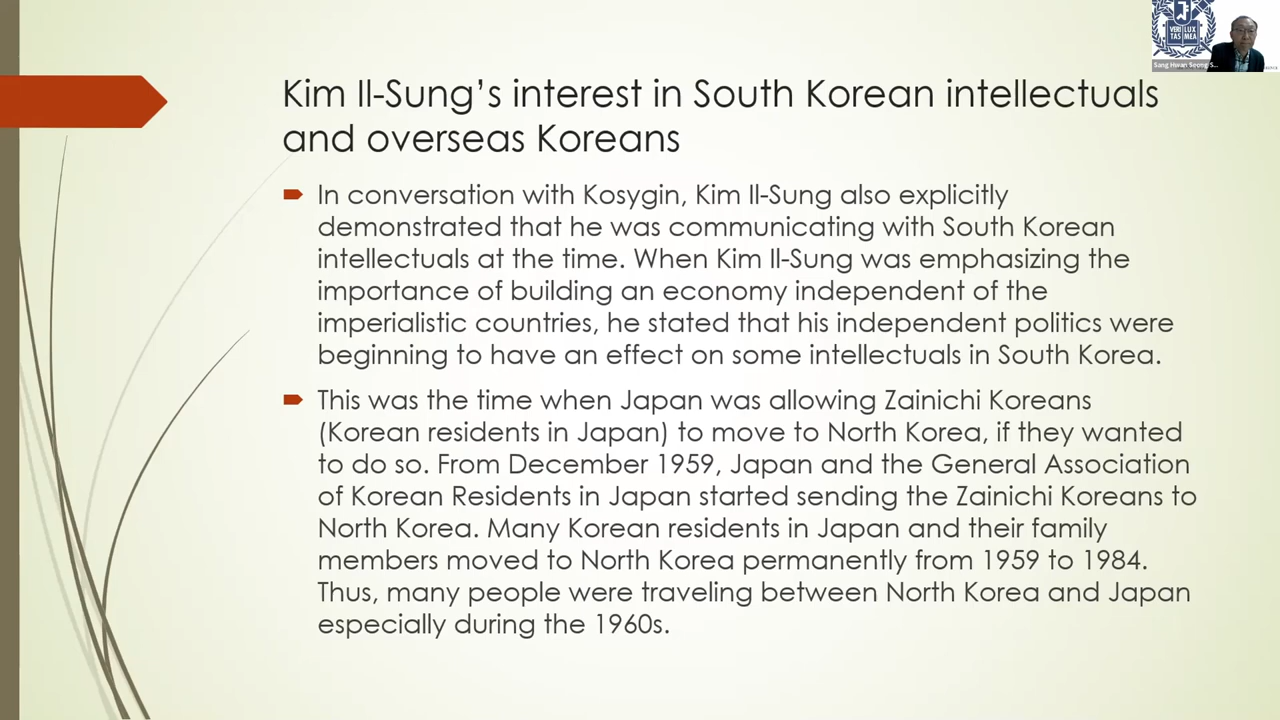 VERI LUX
TAS MEA
Sang Hwan Seong S...
Kim Il-Sung’s interest in South Korean intellectuals
and overseas Koreans
In conversation with Kosygin, Kim Il-Sung also explicitly
demonstrated that he was communicating with South Korean
intellectuals at the time. When Kim Il-Sung was emphasizing the
importance of building an economy independent of the
imperialistic countries, he stated that his independent politics were
beginning to have an effect on some intellectuals in South Korea.
This was the time when Japan was allowing Zainichi Koreans
(Korean residents in Japan) to move to North Korea, if they wanted
to do so. From December 1959, Japan and the General Association
of Korean Residents in Japan started sending the Zainichi Koreans to
North Korea. Many Korean residents in Japan and their family
members moved to North Korea permanently from 1959 to 1984.
Thus, many people were traveling between North Korea and Japan
especially during the 1960s.